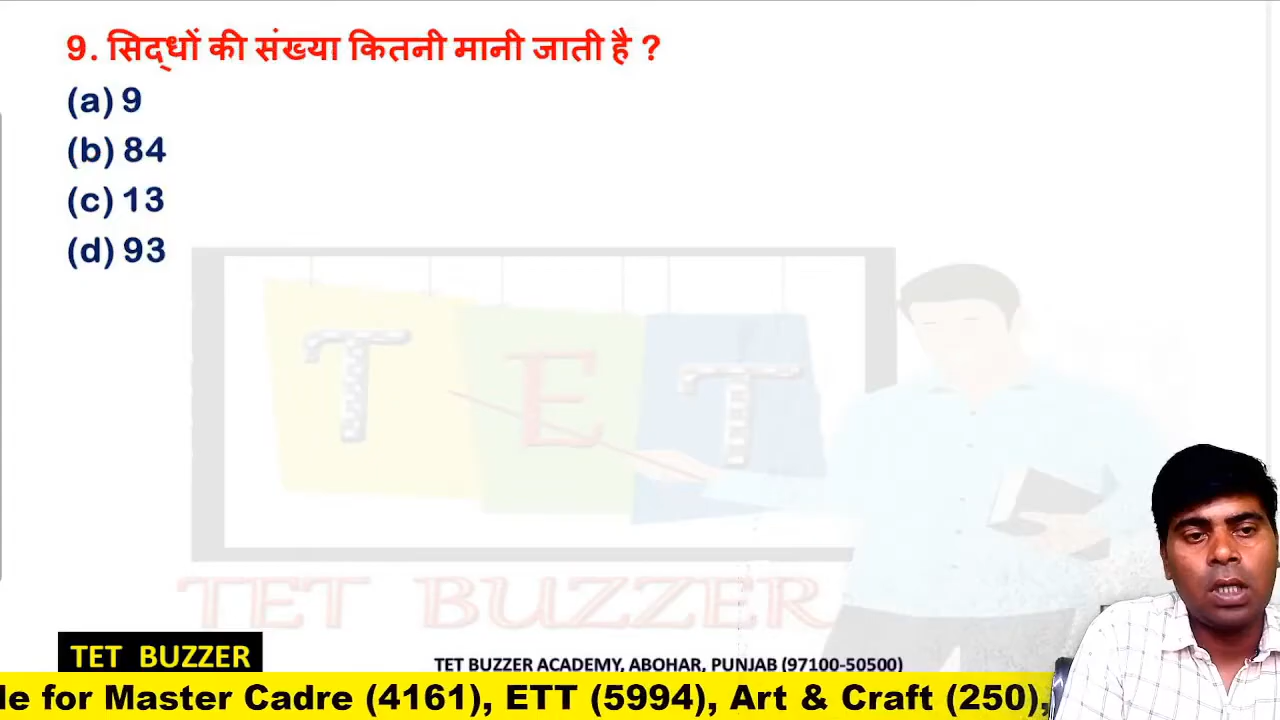 9. सिद्धों की संख्या कितनी मानी जाती है ?
(a) 9
(b) 84
(c) 13
(d) 93
T E T
TET BUZZER
TET BUZZER
TET BUZZER ACADEMY, ABOHAR, PUNJAB (97100-50500)
le for Master Cadre (4161), ETT (5994), Art & Craft (250),